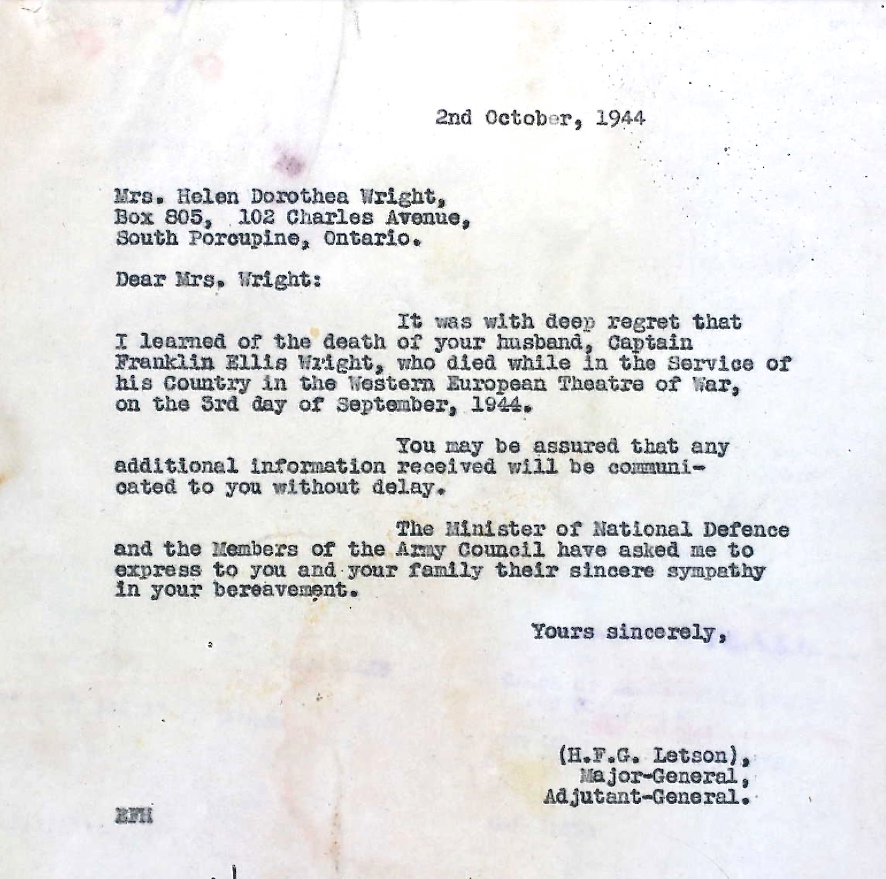 2nd October, 1944
Mrs. Helen Dorothea Wright,
Box 805, 102 Charles Avenue,
South Porcupine, Ontario.
Dear Mrs. Wright:
It was with deep regret that
I learned of the death of your husband, Captain
Franklin Ellis Wright, who died while in the Service of
his Country in the Western European Theatre of War,
on the 3rd day of September, 1944.
You may be assured that any
additional information received will be communi-
cated to you without delay.
The Minister of National Defence
and the Members of the Army Council have asked me to
express to you and your family their sincere sympathy
in your bereavement.
Yours sincerely,
(H.F.G. Letson),
Major-General,
Adjutant-General.